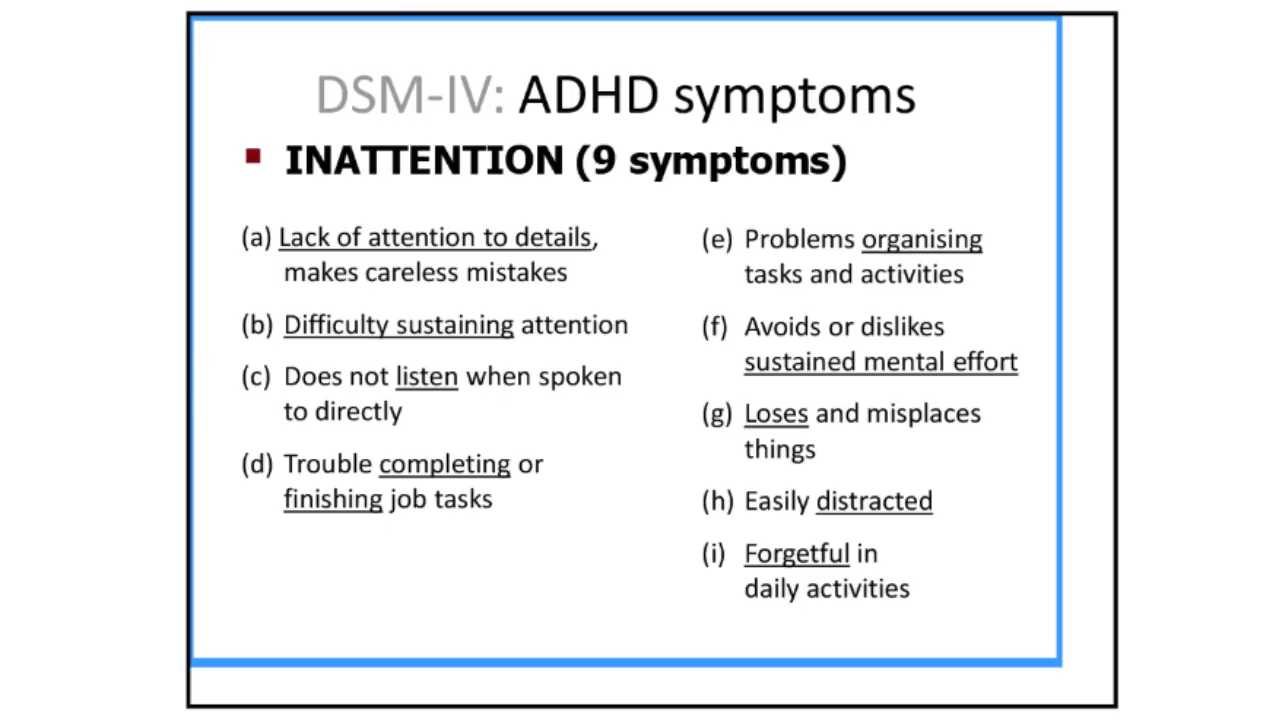 DSM-IV: ADHD symptoms
▪ INATTENTION (9 symptoms)
(a) Lack of attention to details,
makes careless mistakes
(b) Difficulty sustaining attention
(c) Does not listen when spoken
to directly
(d) Trouble completing or
finishing job tasks
(e) Problems organising
tasks and activities
(f) Avoids or dislikes
sustained mental effort
(g) Loses and misplaces
things
(h) Easily distracted
(i) Forgetful in
daily activities